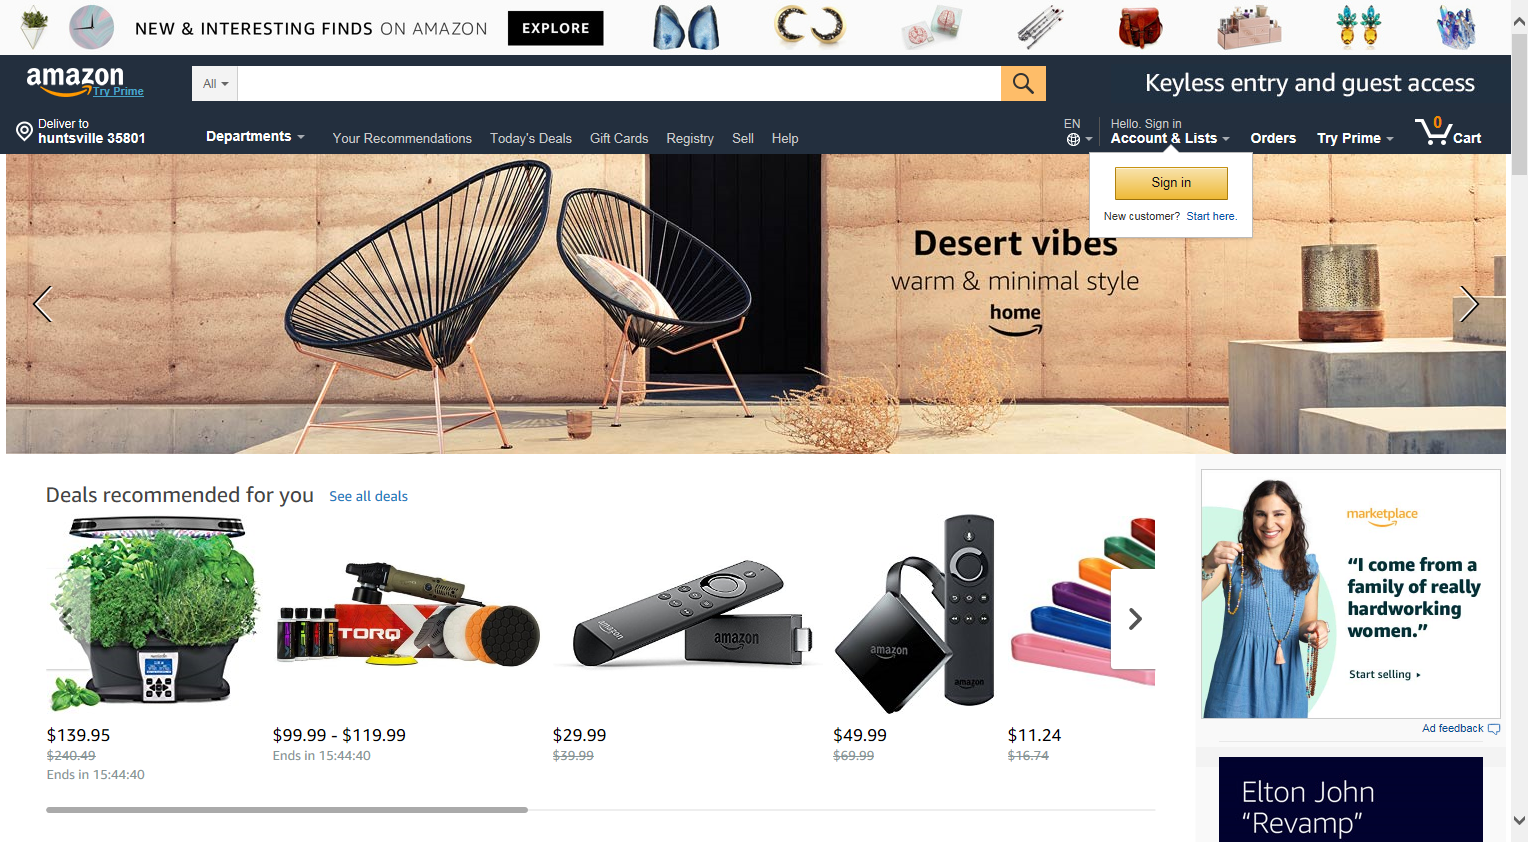 NEW & INTERESTING FINDS ON AMAZON
EXPLORE
amazon
Try Prime
All
Keyless entry and guest access
Deliver to
huntsville 35801
Departments
Your Recommendations
Today's Deals
Gift Cards
Registry
Sell
Help
EN
Hello. Sign in
Account & Lists
Orders
Try Prime
0
Cart
Sign in
New customer? Start here.
Desert vibes
warm & minimal style
home
Deals recommended for you
See all deals
TORQ
amazon
amazon
amazon
amazon
$139.95
$240.49
Ends in 15:44:40
$99.99 - $119.99
Ends in 15:44:40
$29.99
$39.99
$49.99
$69.99
$11.24
$16.74
marketplace
“I come from a
family of really
hardworking
women.”
Start selling
Ad feedback
Elton John
“Revamp”